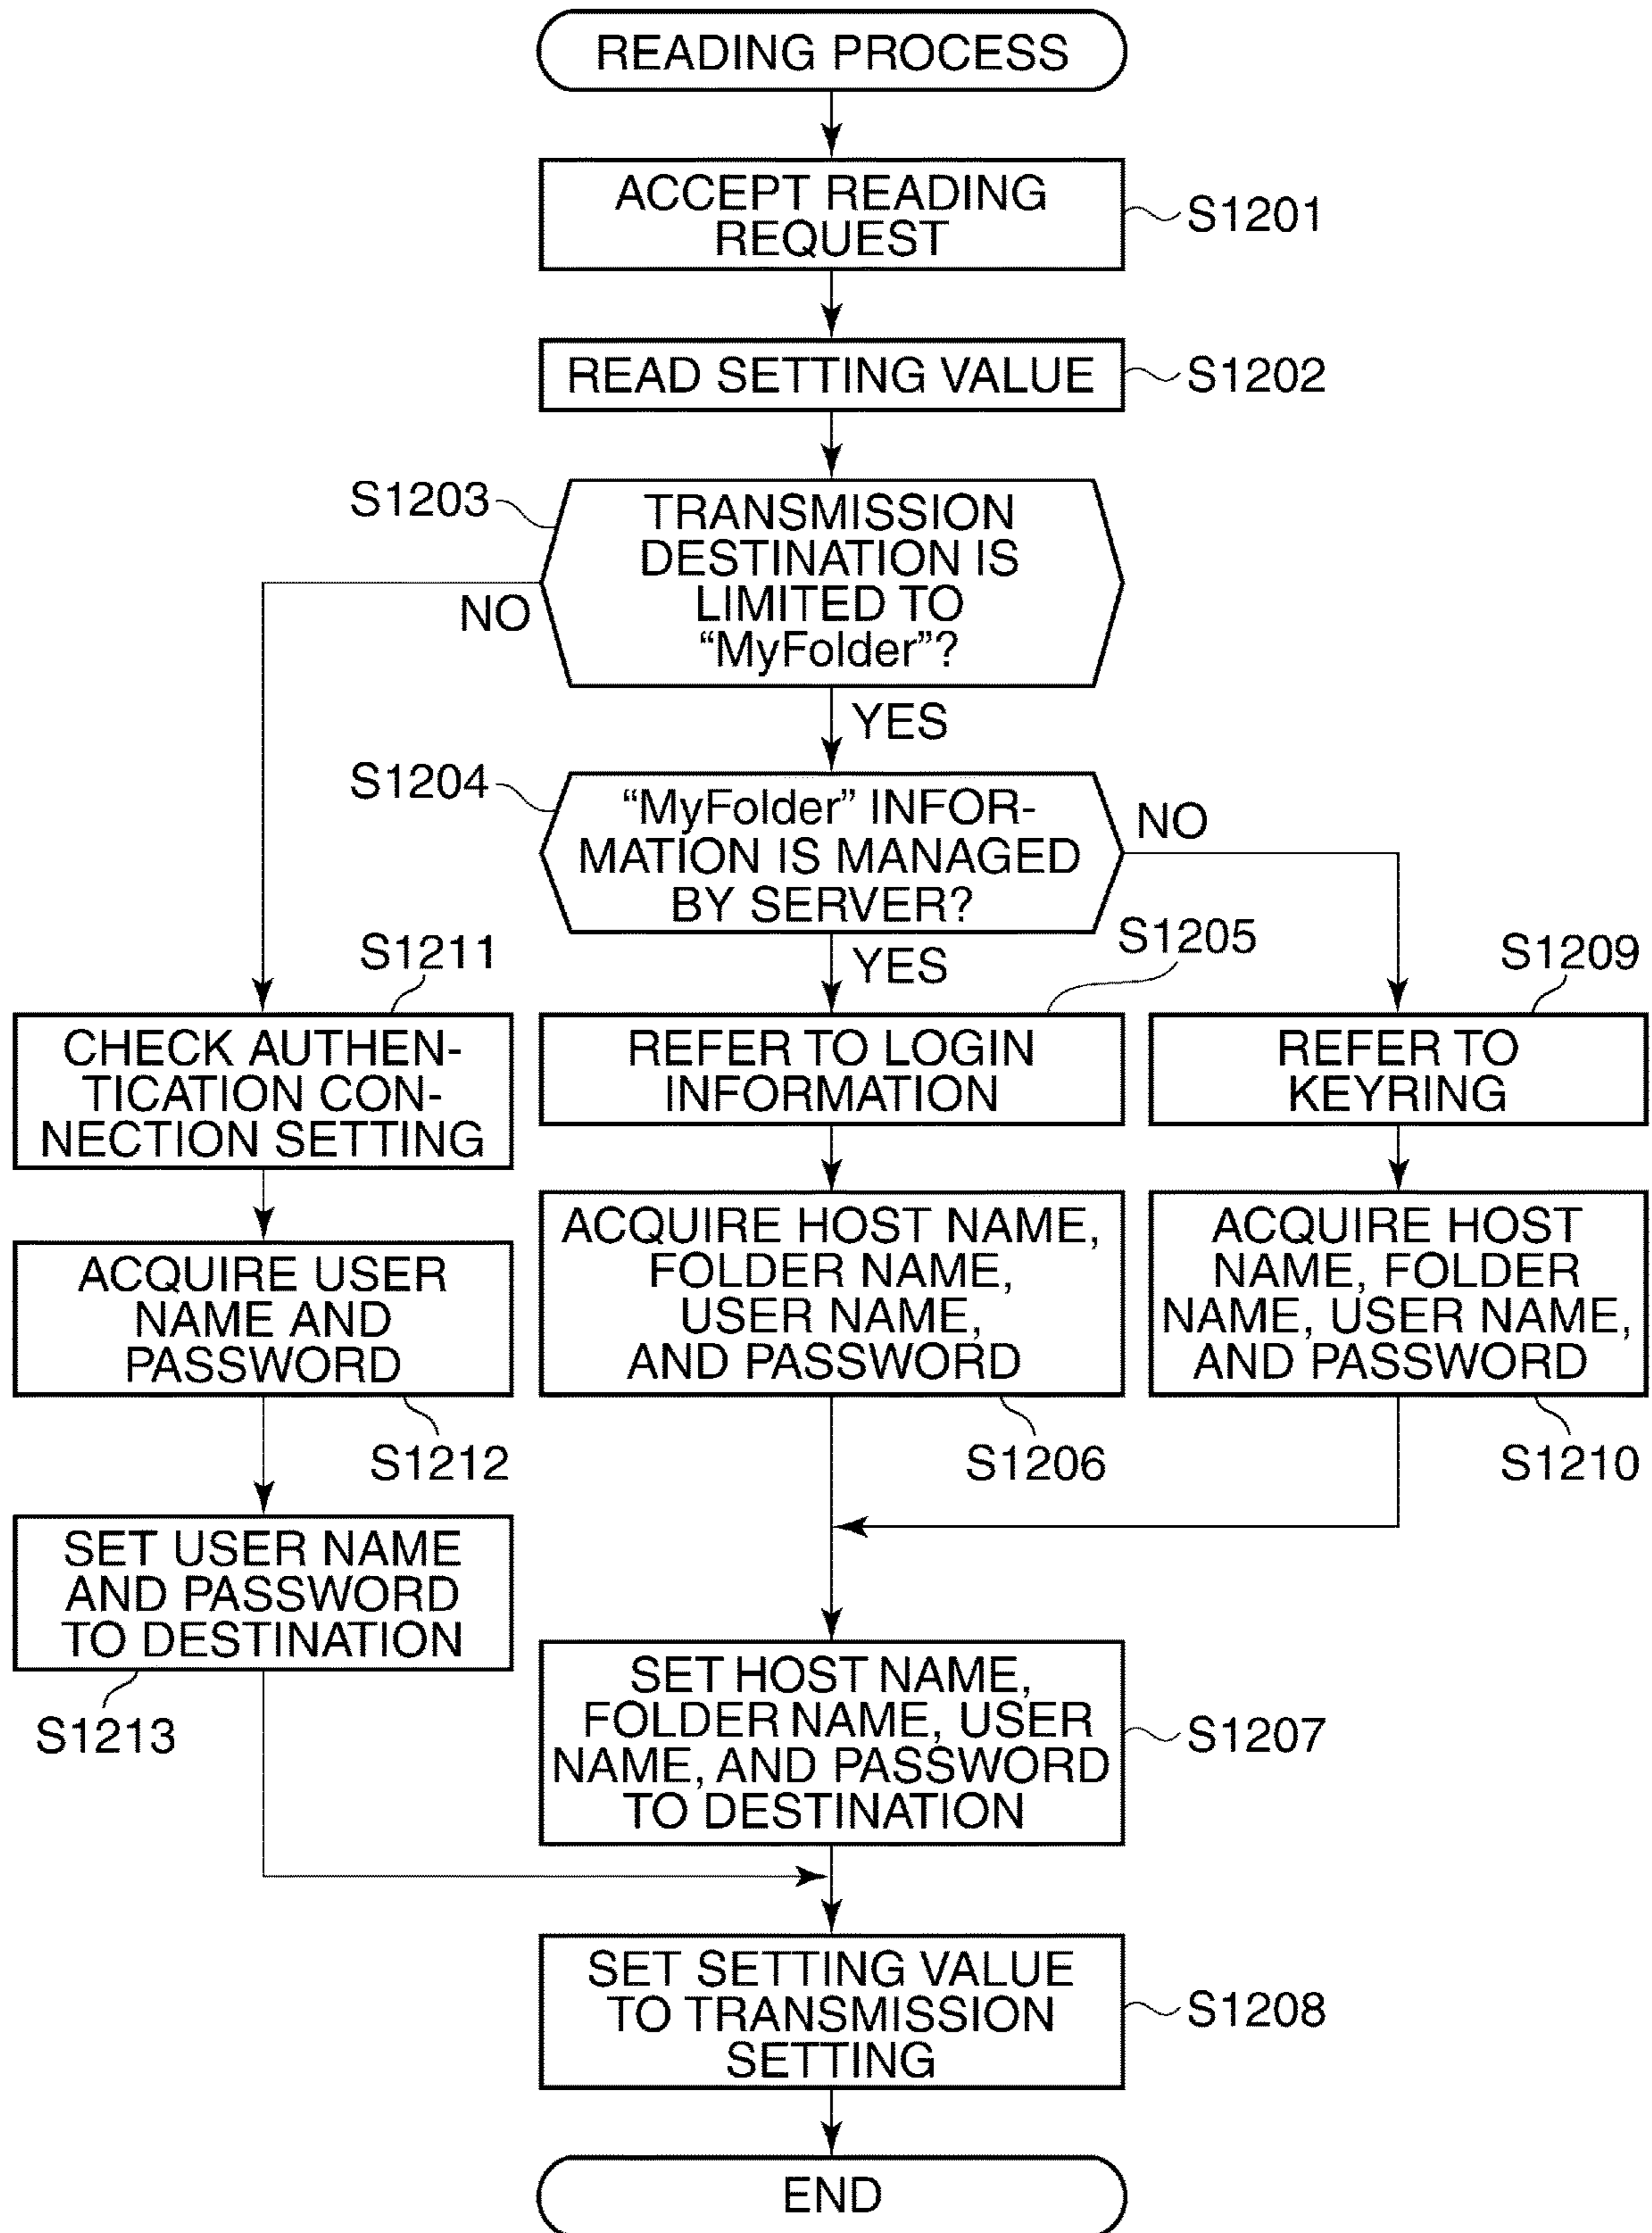 READING PROCESS
ACCEPT READING
REQUEST
S1201
READ SETTING VALUE
S1202
S1203
TRANSMISSION
DESTINATION IS
LIMITED TO
“MyFolder”?
NO
YES
S1204
“MyFolder” INFOR-
MATION IS MANAGED
BY SERVER?
NO
YES
S1211
CHECK AUTHEN-
TICATION CON-
NECTION SETTING
S1205
REFER TO LOGIN
INFORMATION
S1209
REFER TO
KEYRING
ACQUIRE USER
NAME AND
PASSWORD
S1212
ACQUIRE HOST NAME,
FOLDER NAME,
USER NAME,
AND PASSWORD
S1206
ACQUIRE HOST
NAME, FOLDER
NAME, USER NAME,
AND PASSWORD
S1210
SET USER NAME
AND PASSWORD
TO DESTINATION
S1213
SET HOST NAME,
FOLDER NAME, USER
NAME, AND PASSWORD
TO DESTINATION
S1207
SET SETTING VALUE
TO TRANSMISSION
SETTING
S1208
END